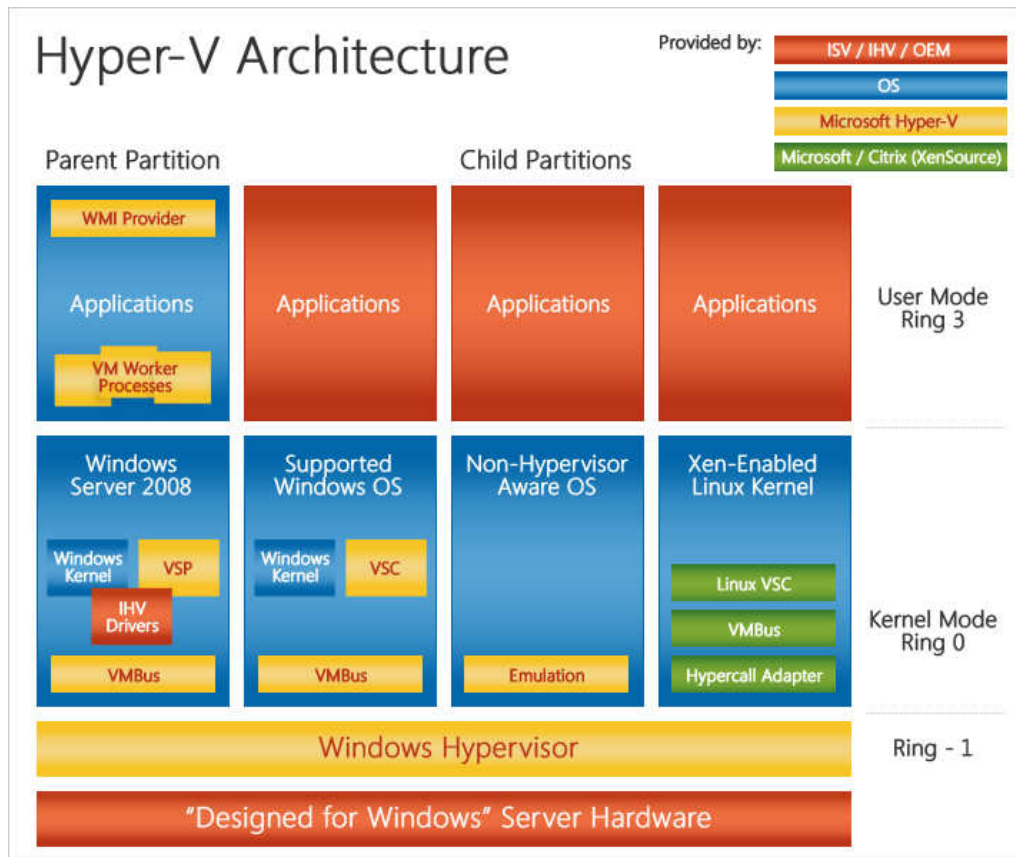 Hyper-V Architecture
Provided by:
ISV / IHV / OEM
OS
Microsoft Hyper-V
Microsoft / Citrix (XenSource)
Parent Partition
Child Partitions
WMI Provider
Applications
VM Worker
Processes
Applications
Applications
Applications
User Mode
Ring 3
Windows
Server 2008
Windows
Kernel
VSP
IHV
Drivers
VMBus
Supported
Windows OS
Windows
Kernel
VSC
VMBus
Non-Hypervisor
Aware OS
Emulation
Xen-Enabled
Linux Kernel
Linux VSC
VMBus
Hypercall Adapter
Kernel Mode
Ring 0
Windows Hypervisor
Ring - 1
"Designed for Windows" Server Hardware